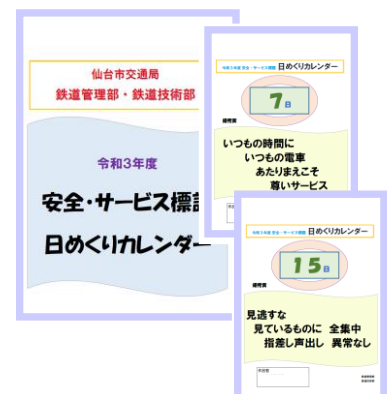 仙台市交通局
鉄道管理部・鉄道技術部
令和3年度
安全・サービス標
日めくりカレンダー
令和3年度 安全・サービス標語 日めくりカレンダー
7日
優秀賞
いつもの時間に
いつもの電車
あたりまえこそ
尊いサービス
令和3年度 安全・サービス標語 日めくりカレンダー
15日
優秀賞
見逃すな
見ているものに 全集中
指差し声出し 異常なし